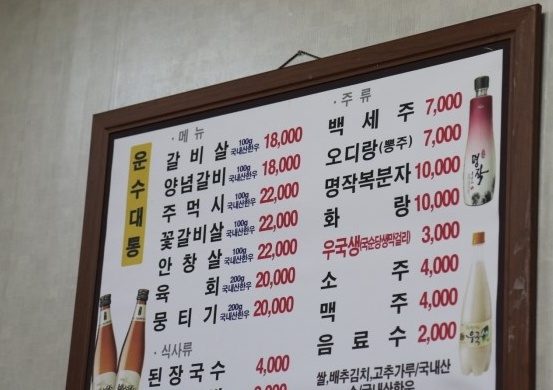 운수대통
· 메뉴
갈비살 100g 국내산한우 18,000
양념갈비 100g 국내산한우 18,000
주먹시 100g 국내산한우 22,000
꽃갈비살 100g 국내산한우 22,000
안창살 100g 국내산한우 22,000
육회 200g 국내산한우 20,000
뭉티기 200g 국내산한우 20,000
· 식사류
된장국수 4,000
· 주류
백세주 7,000
오디랑(뽕주) 7,000
명작복분자 10,000
화랑 10,000
우국생(국순당생막걸리) 3,000
소주 4,000
맥주 4,000
음료수 2,000
쌀,배추김치,고추가루/국내산
명작
우국생